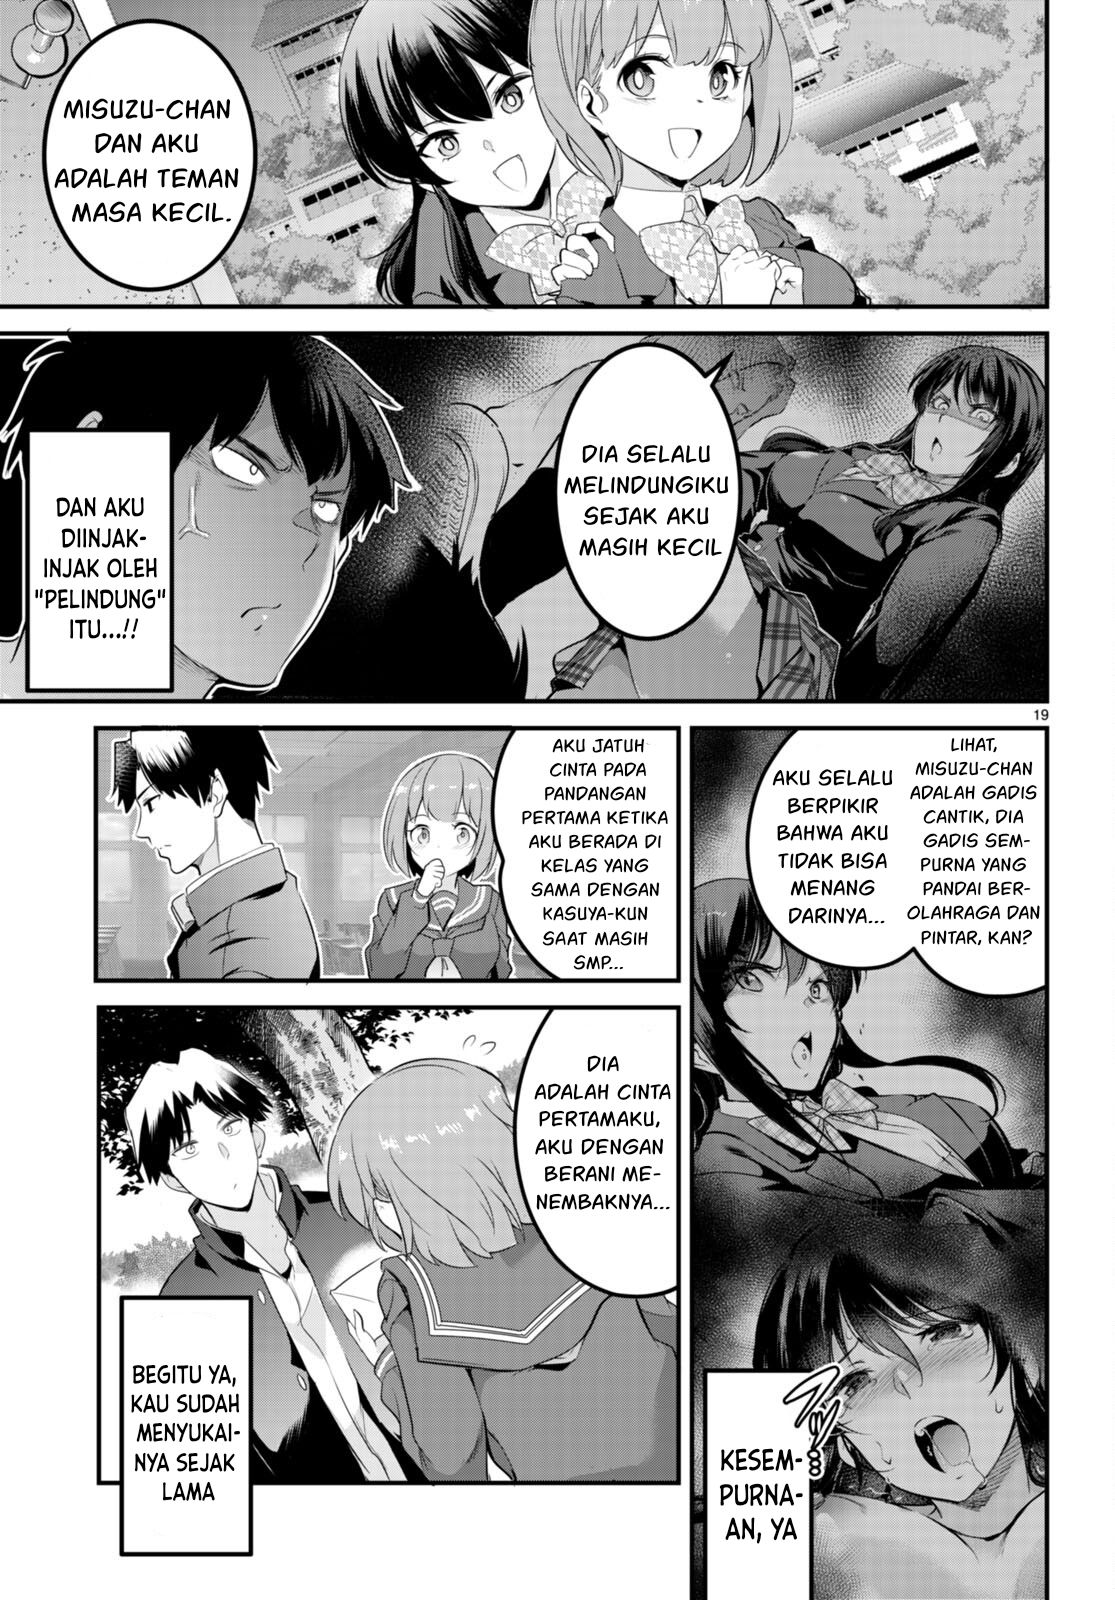 MISUZU-CHAN
DAN AKU
ADALAH TEMAN
MASA KECIL.
DIA SELALU
MELINDUNGIKU
SEJAK AKU
MASIH KECIL
DAN AKU
DIINJAK-
INJAK OLEH
"PELINDUNG"
ITU...!!
19
LIHAT,
MISUZU-CHAN
ADALAH GADIS
CANTIK, DIA
GADIS SEM-
PURNA YANG
PANDAI BER-
OLAHRAGA DAN
PINTAR, KAN?
AKU SELALU
BERPIKIR
BAHWA AKU
TIDAK BISA
MENANG
DARINYA...
KESEM-
PURNA-
AN, YA
AKU JATUH
CINTA PADA
PANDANGAN
PERTAMA KETIKA
AKU BERADA DI
KELAS YANG
SAMA DENGAN
KASUYA-KUN
SAAT MASIH
SMP...
DIA
ADALAH CINTA
PERTAMAKU,
AKU DENGAN
BERANI ME-
NEMBAKNYA...
BEGITU YA,
KAU SUDAH
MENYUKAI-
NYA SEJAK
LAMA